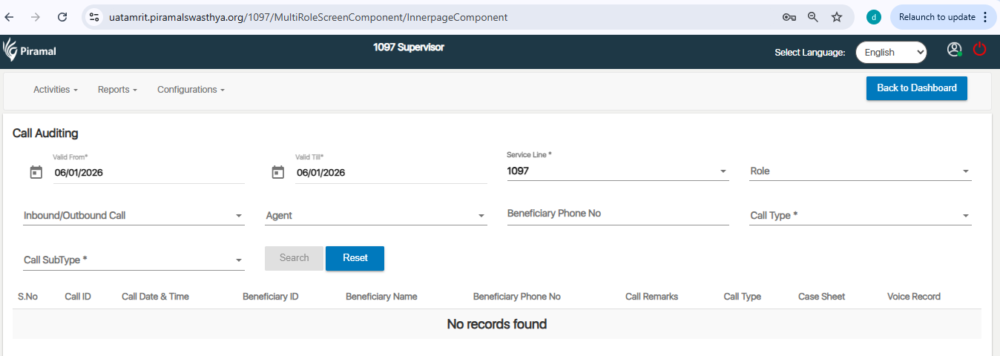 uatamrit.piramalswasthya.org/1097/MultiRoleScreenComponent/InnerpageComponent
d
Relaunch to update
Piramal
1097 Supervisor
Select Language:
English
Activities
Reports
Configurations
Back to Dashboard
Call Auditing
Valid From*
06/01/2026
Valid Till*
06/01/2026
Service Line *
1097
Role
Inbound/Outbound Call
Agent
Beneficiary Phone No
Call Type *
Call SubType *
Search
Reset
S.No Call ID Call Date & Time Beneficiary ID Beneficiary Name Beneficiary Phone No Call Remarks Call Type Case Sheet Voice Record
No records found